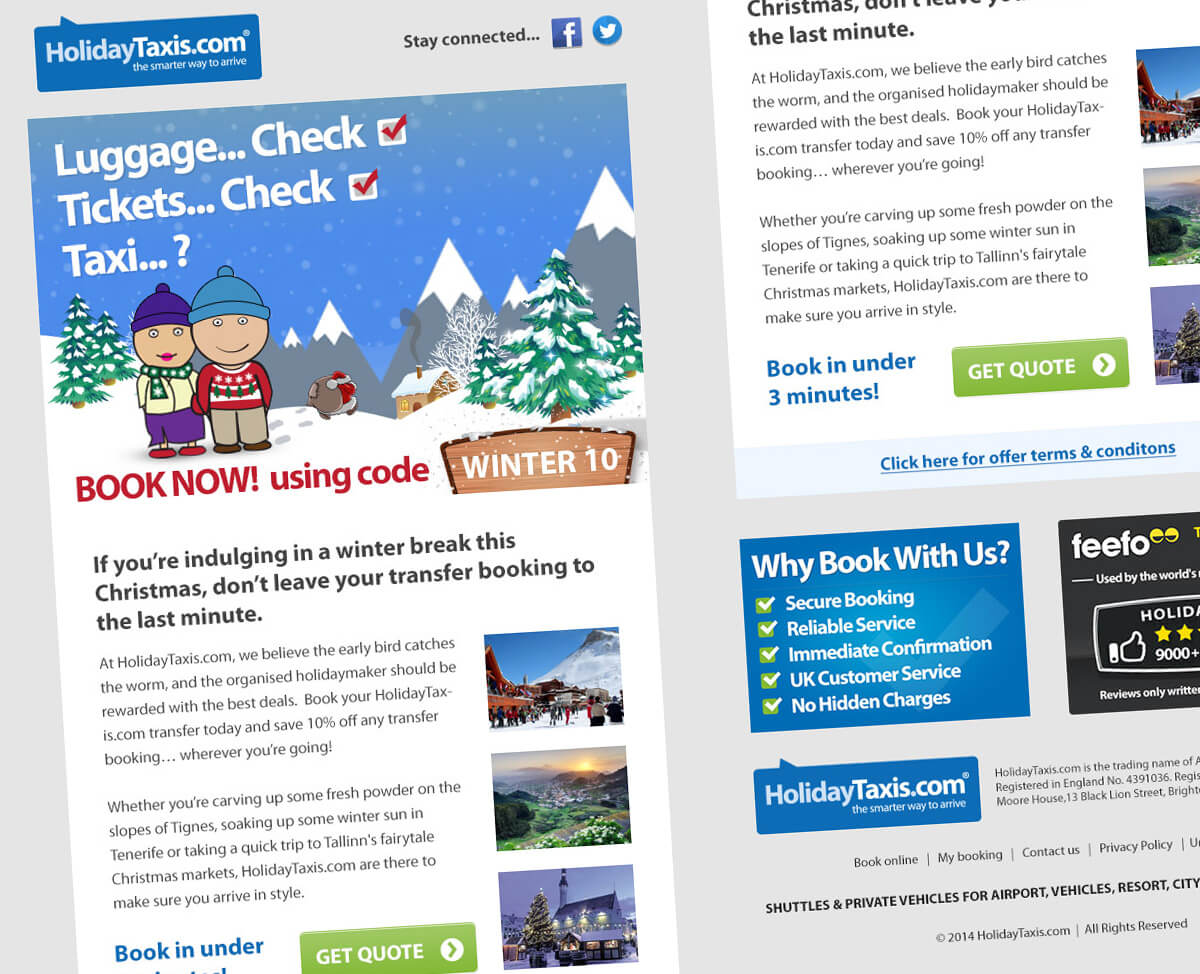 HolidayTaxis.com®
the smarter way to arrive
Stay connected...
Luggage... Check
Tickets... Check
Taxi... ?
BOOK NOW! using code
WINTER 10
If you’re indulging in a winter break this
Christmas, don’t leave your transfer booking to
the last minute.
At HolidayTaxis.com, we believe the early bird catches
the worm, and the organised holidaymaker should be
rewarded with the best deals. Book your HolidayTax-
is.com transfer today and save 10% off any transfer
booking… wherever you’re going!
Whether you’re carving up some fresh powder on the
slopes of Tignes, soaking up some winter sun in
Tenerife or taking a quick trip to Tallinn's fairytale
Christmas markets, HolidayTaxis.com are there to
make sure you arrive in style.
Book in under
GET QUOTE
Christmas, don’t leave
the last minute.
At HolidayTaxis.com, we believe the early bird catches
the worm, and the organised holidaymaker should be
rewarded with the best deals. Book your HolidayTax-
is.com transfer today and save 10% off any transfer
booking… wherever you’re going!
Whether you’re carving up some fresh powder on the
slopes of Tignes, soaking up some winter sun in
Tenerife or taking a quick trip to Tallinn's fairytale
Christmas markets, HolidayTaxis.com are there to
make sure you arrive in style.
Book in under
3 minutes!
GET QUOTE
Click here for offer terms & conditons
Why Book With Us?
Secure Booking
Reliable Service
Immediate Confirmation
UK Customer Service
No Hidden Charges
feefo
Used by the world's
HOLIDA
9000+
Reviews only written
HolidayTaxis.com®
the smarter way to arrive
HolidayTaxis.com is the trading name of
Registered in England No. 4391036. Regis
Moore House,13 Black Lion Street, Brighto
Book online | My booking | Contact us | Privacy Policy |
SHUTTLES & PRIVATE VEHICLES FOR AIRPORT, VEHICLES, RESORT, CITY
© 2014 HolidayTaxis.com | All Rights Reserved